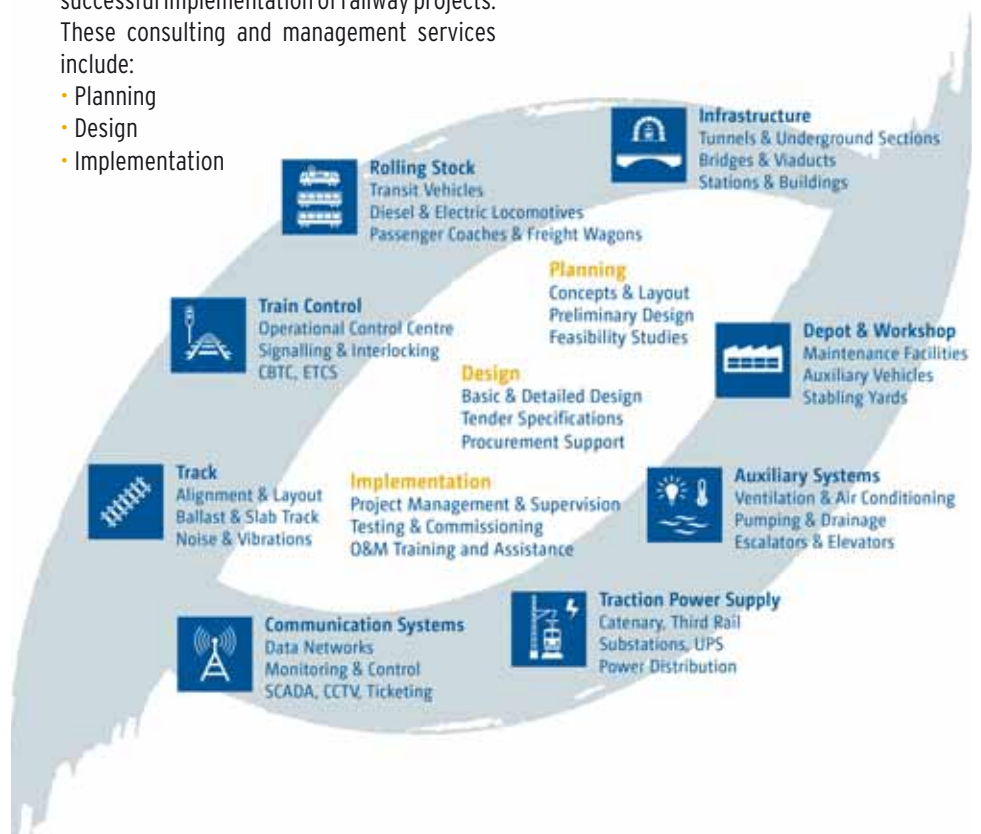 successful implementation of railway projects.
These consulting and management services
include:
• Planning
• Design
• Implementation
Infrastructure
Tunnels & Underground Sections
Bridges & Viaducts
Stations & Buildings
Rolling Stock
Transit Vehicles
Diesel & Electric Locomotives
Passenger Coaches & Freight Wagons
Planning
Concepts & Layout
Preliminary Design
Feasibility Studies
Train Control
Operational Control Centre
Signalling & Interlocking
CBTC, ETCS
Depot & Workshop
Maintenance Facilities
Auxiliary Vehicles
Stabling Yards
Design
Basic & Detailed Design
Tender Specifications
Procurement Support
Track
Alignment & Layout
Ballast & Slab Track
Noise & Vibrations
Implementation
Project Management & Supervision
Testing & Commissioning
O&M Training and Assistance
Auxiliary Systems
Ventilation & Air Conditioning
Pumping & Drainage
Escalators & Elevators
Traction Power Supply
Catenary, Third Rail
Substations, UPS
Power Distribution
Communication Systems
Data Networks
Monitoring & Control
SCADA, CCTV, Ticketing